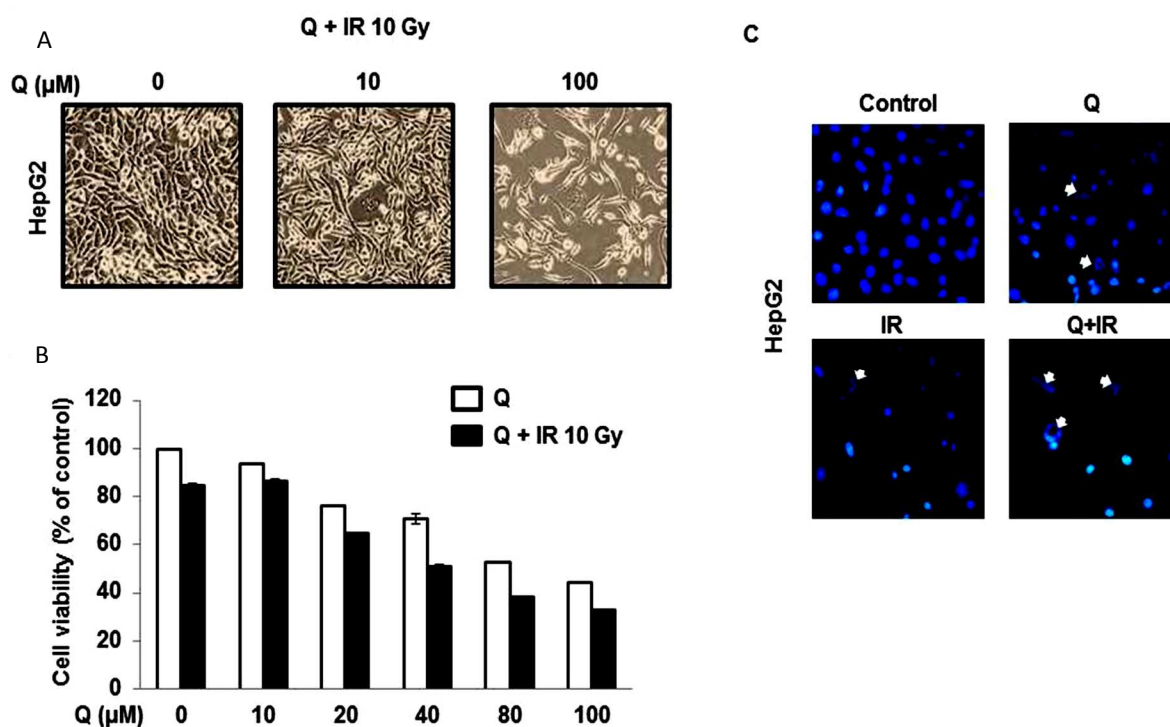 A
Q + IR 10 Gy
Q (µM) 0 10 100
HepG2
B
Cell viability (% of control)
120
100
80
60
40
20
0
Q
Q + IR 10 Gy
Q (µM) 0 10 20 40 80 100
C
HepG2
Control Q
IR Q+IR